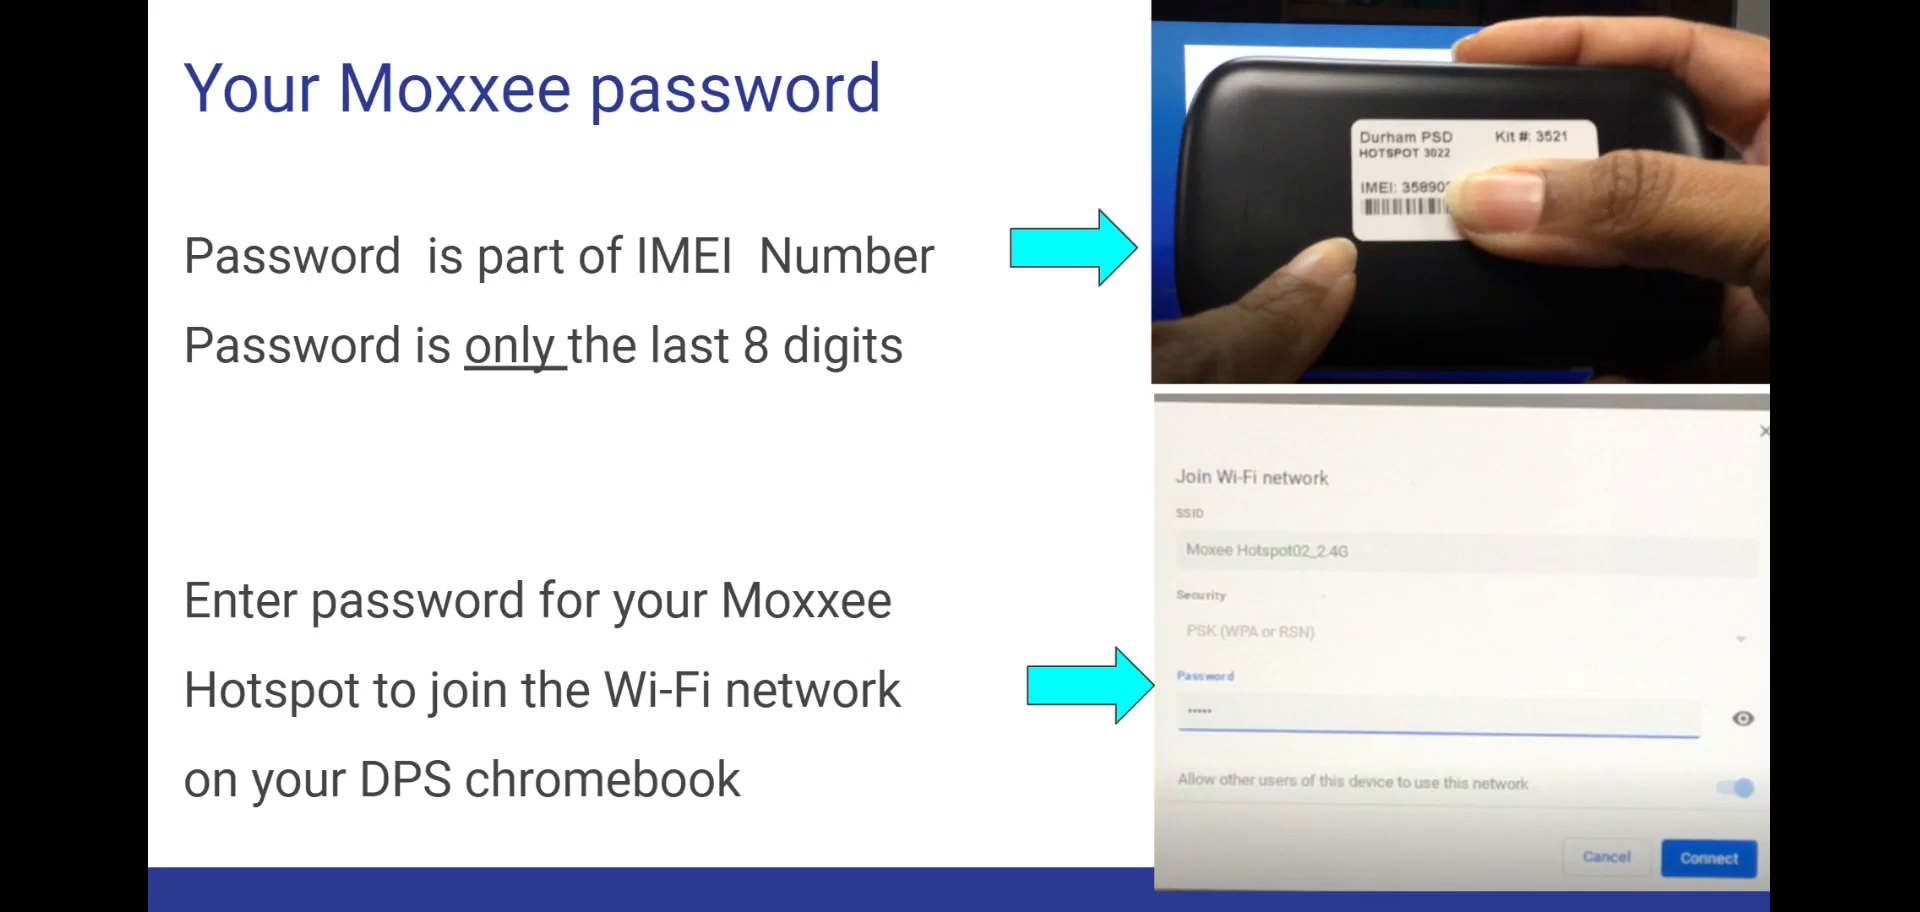 Your Moxxee password
Password is part of IMEI Number
Password is only the last 8 digits
Enter password for your Moxxee
Hotspot to join the Wi-Fi network
on your DPS chromebook
Durham PSD Kit #: 3521
HOTSPOT 3022
IMEI: 35890
Join Wi-Fi network
SSID
Moxee Hotspot02_2.4G
Security
PSK (WPA or RSN)
Password
•••••
Allow other users of this device to use this network
Cancel Connect